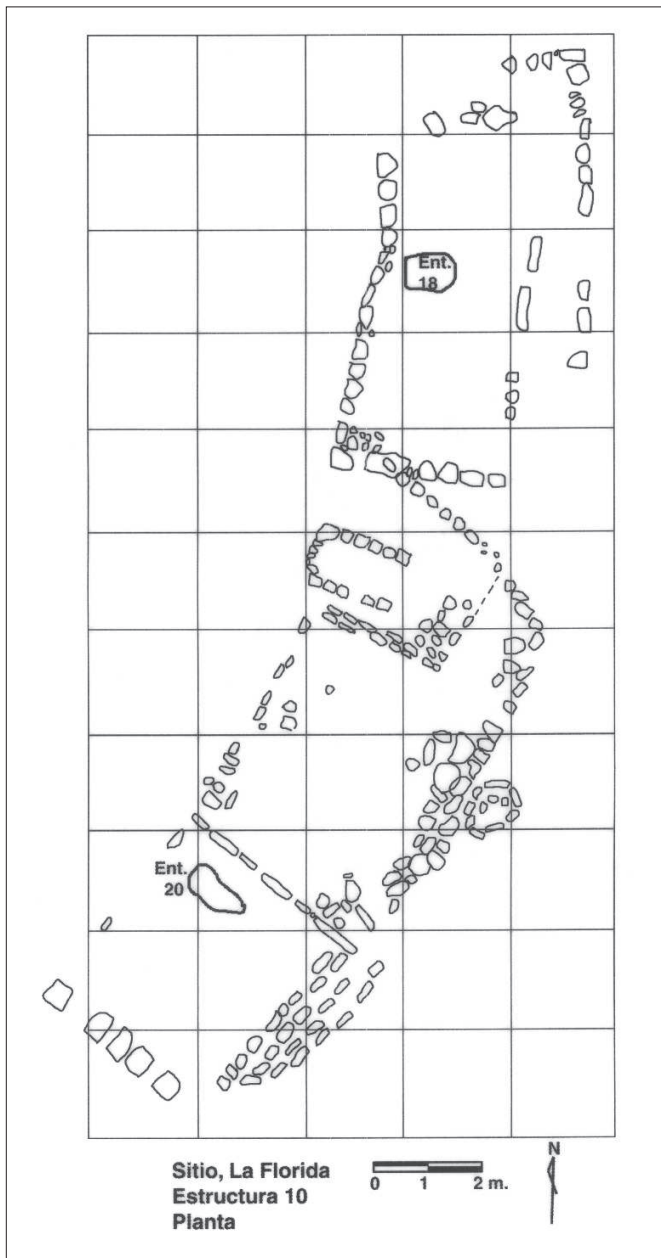 Ent.
18
Ent.
20
Sitio, La Florida
Estructura 10
Planta
0 1 2 m.
N